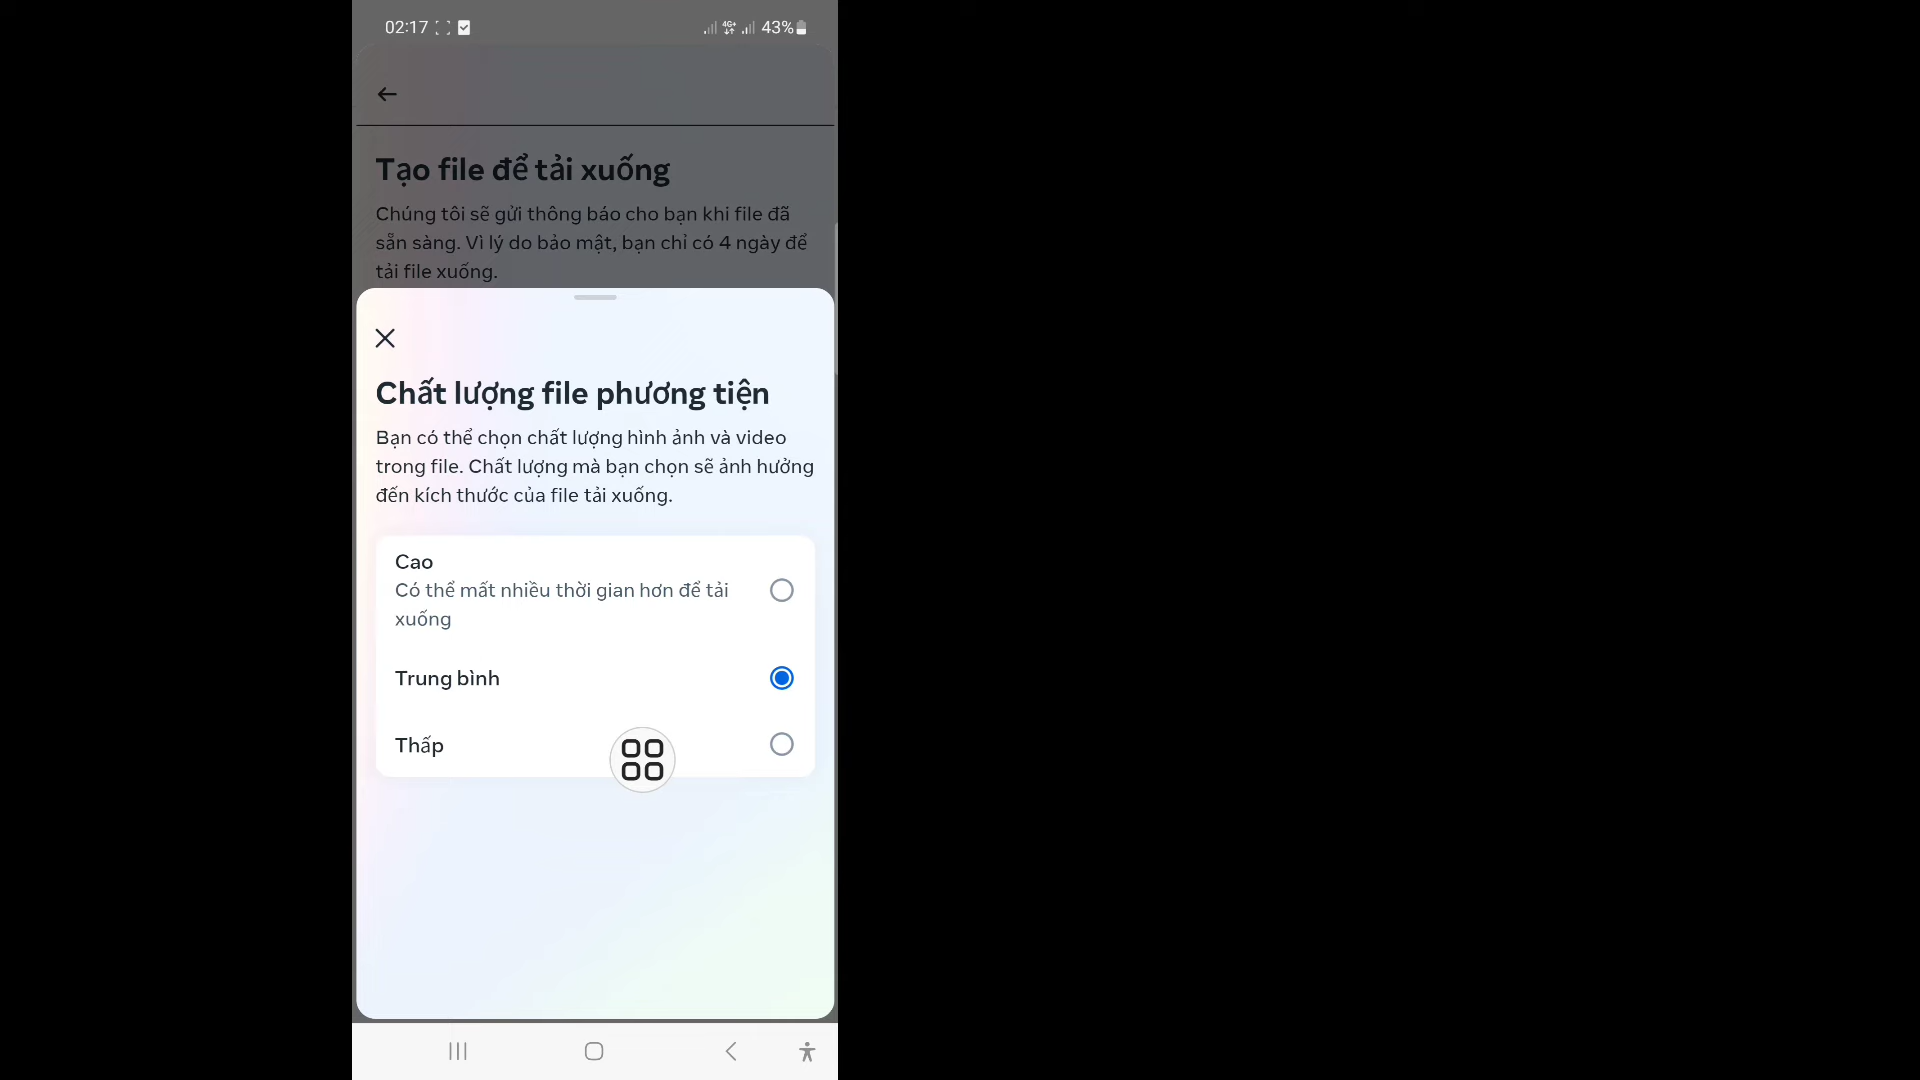 02:17
4G+
43%
Tạo file để tải xuống
Chúng tôi sẽ gửi thông báo cho bạn khi file đã
sẵn sàng. Vì lý do bảo mật, bạn chỉ có 4 ngày để
tải file xuống.
Chất lượng file phương tiện
Bạn có thể chọn chất lượng hình ảnh và video
trong file. Chất lượng mà bạn chọn sẽ ảnh hưởng
đến kích thước của file tải xuống.
Cao
Có thể mất nhiều thời gian hơn để tải
xuống
Trung bình
Thấp